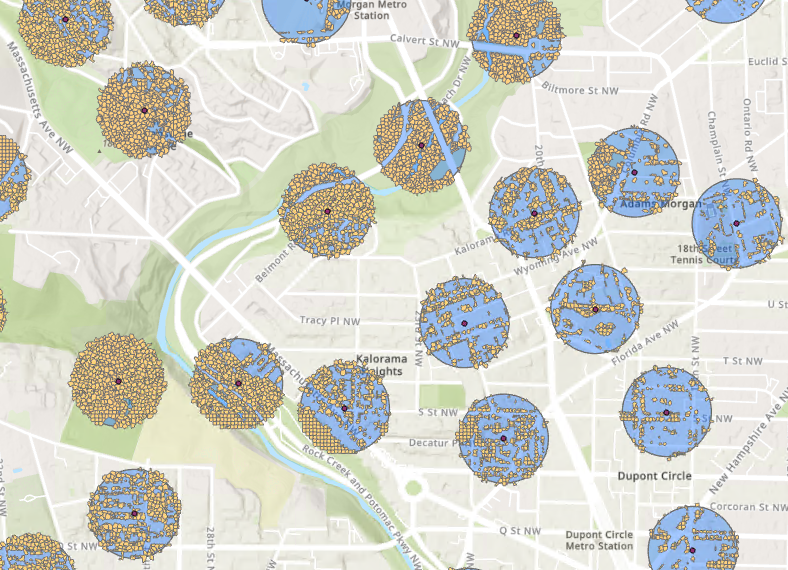 Morgan Metro
Station
Calvert St NW
Massachusetts Ave NW
Euclid S
Biltmore St NW
Ontario Rd NW
Champlain St
20th
Adams Morgan
18th Street
Tennis Court
Kalorama
Wyoming Ave NW
Belmont R
Tracy Pl NW
U St
Florida Ave NW
Kalorama
Heights
T St NW
S St NW
NW
Decatur P
Rock Creek and Potomac Pkwy NW
New Hampshire Ave NW
Dupont Circle
Corcoran St NW
Q St NW
Dupont Circle
Metro Station
28th St
St NW